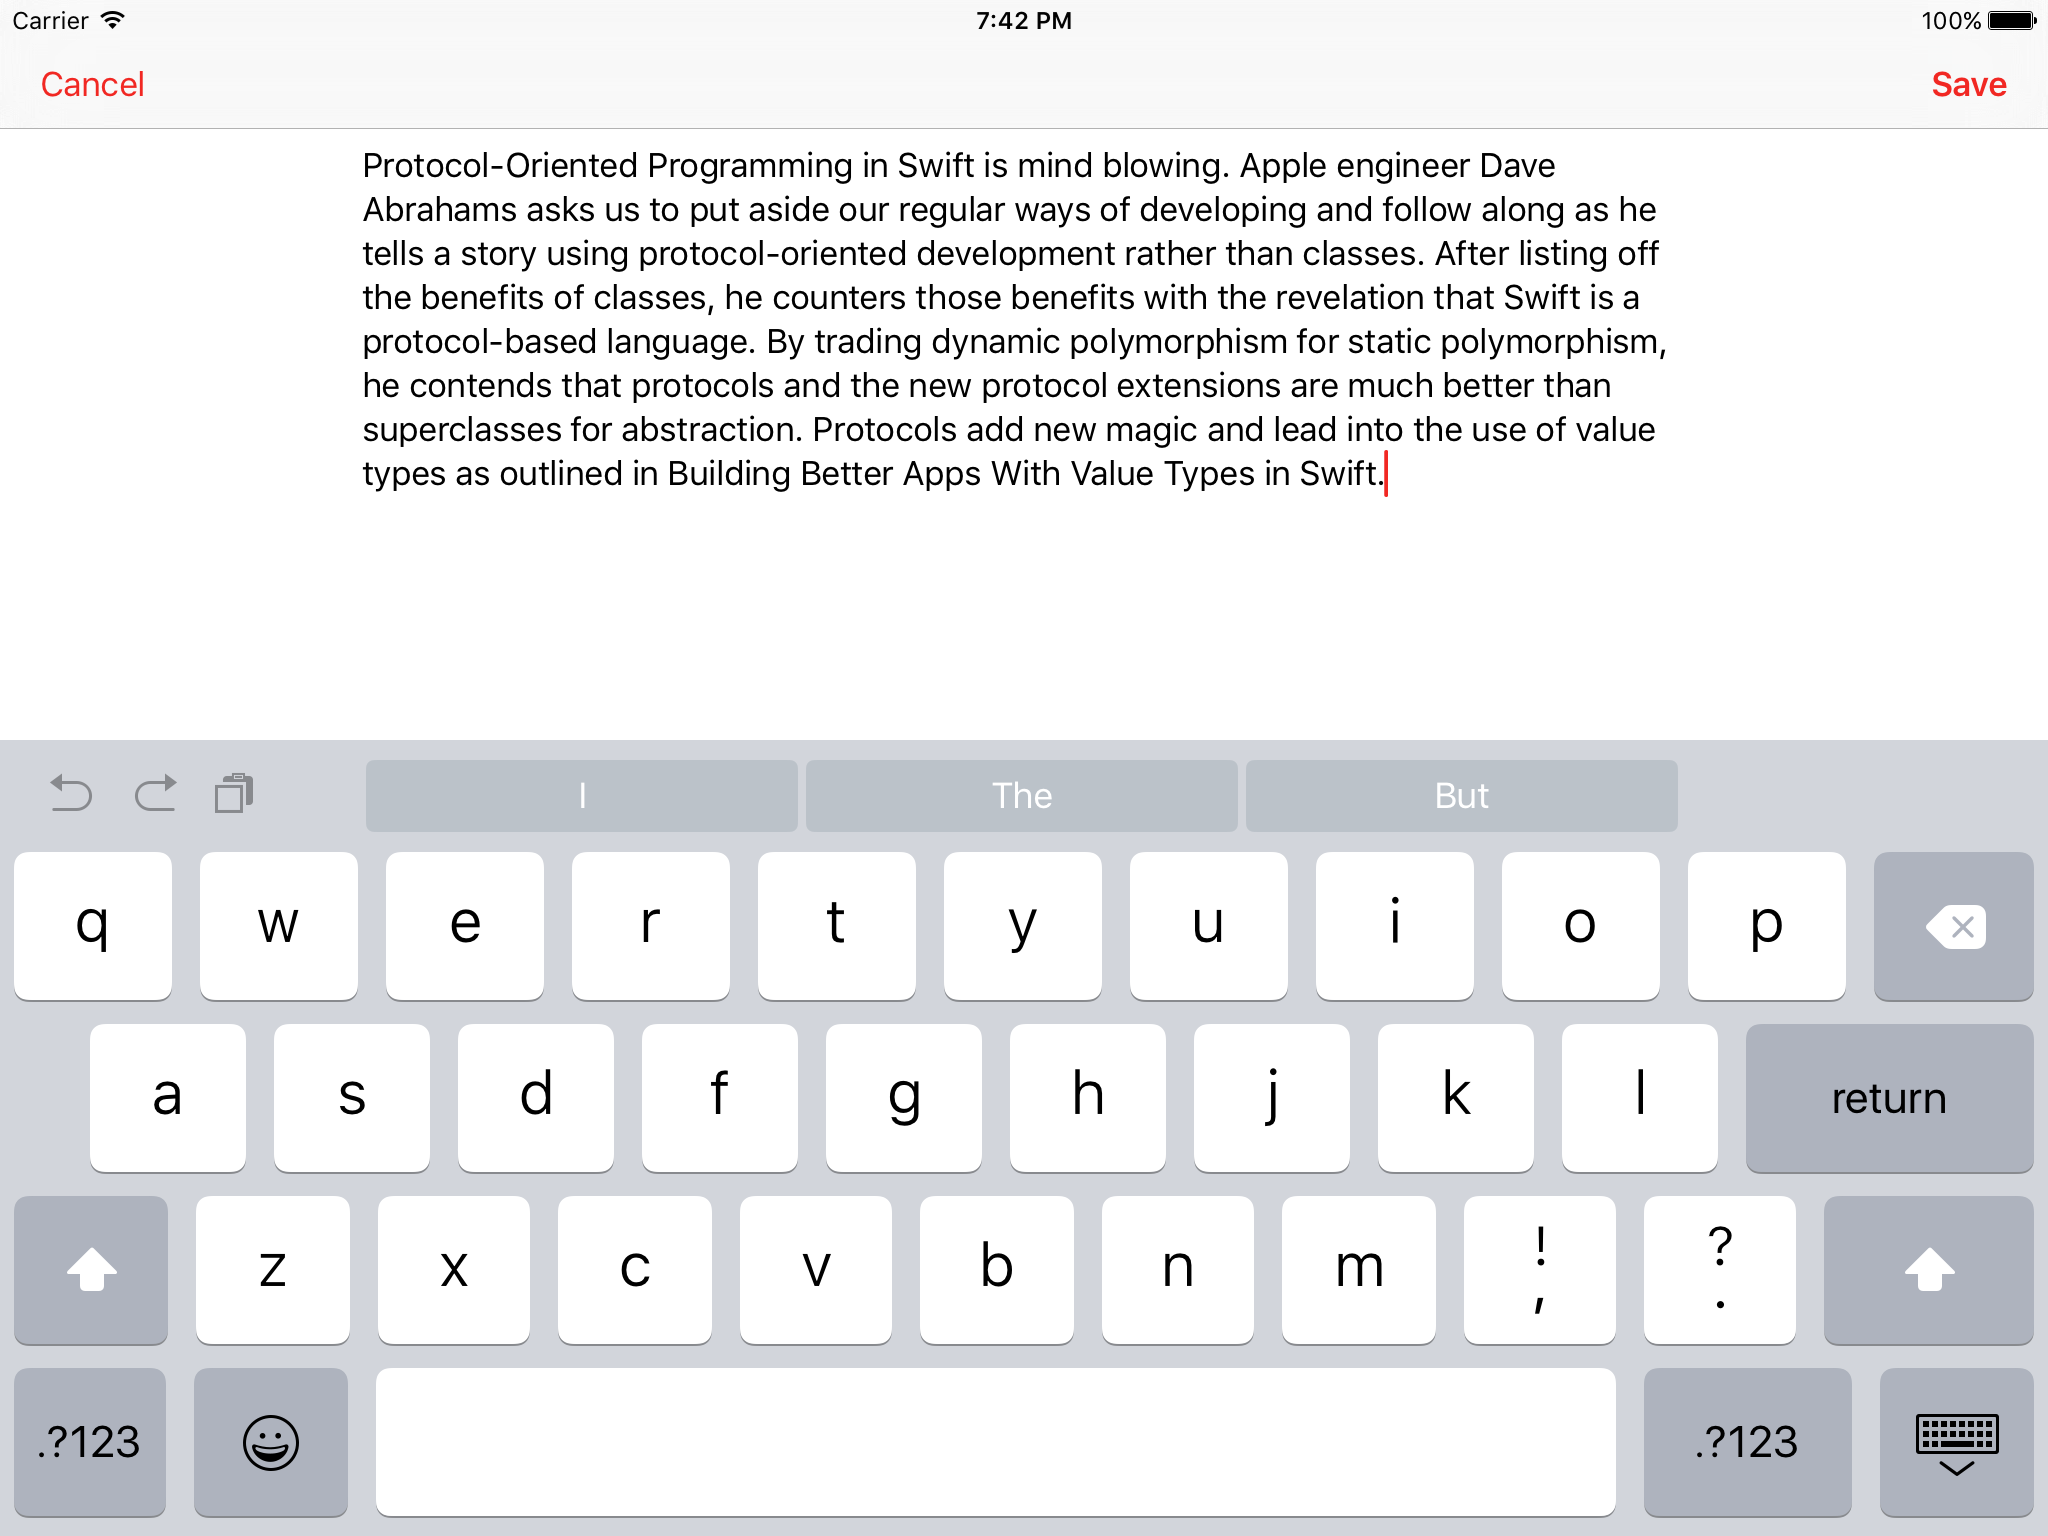 Carrier
7:42 PM
100%
Cancel
Save
Protocol-Oriented Programming in Swift is mind blowing. Apple engineer Dave
Abrahams asks us to put aside our regular ways of developing and follow along as he
tells a story using protocol-oriented development rather than classes. After listing off
the benefits of classes, he counters those benefits with the revelation that Swift is a
protocol-based language. By trading dynamic polymorphism for static polymorphism,
he contends that protocols and the new protocol extensions are much better than
superclasses for abstraction. Protocols add new magic and lead into the use of value
types as outlined in Building Better Apps With Value Types in Swift.
I The But
q w e r t y u i o p
a s d f g h j k l return
z x c v b n m ! , ? .
.?123 .?123